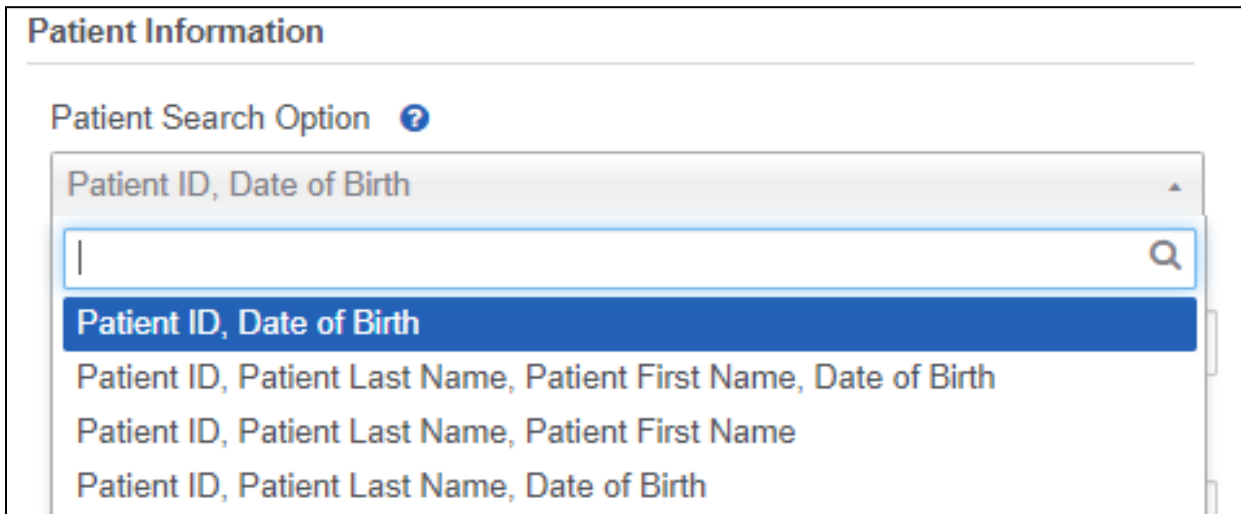 Patient Information
Patient Search Option
Patient ID, Date of Birth
Patient ID, Date of Birth
Patient ID, Patient Last Name, Patient First Name, Date of Birth
Patient ID, Patient Last Name, Patient First Name
Patient ID, Patient Last Name, Date of Birth